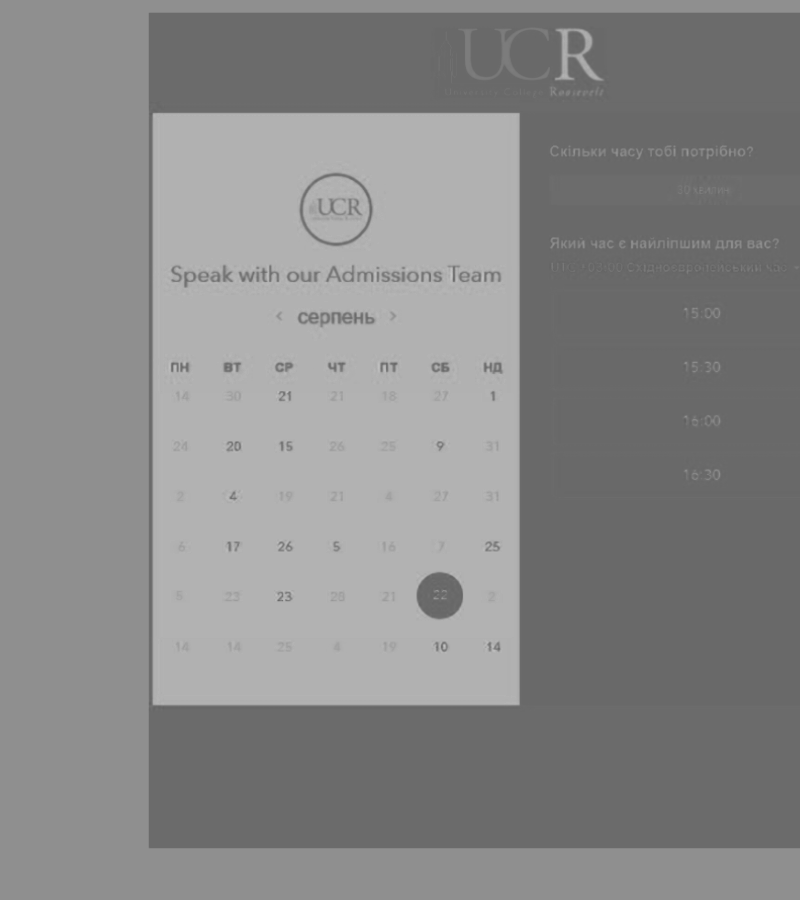 UCR
University College Roosevelt
UCR
Speak with our Admissions Team
< серпень >
ПН ВТ СР ЧТ ПТ СБ НД
14 30 21 21 18 27 1
24 20 15 26 25 9 31
2 4 19 21 4 27 31
6 17 26 5 16 7 25
5 23 23 28 21 22 2
14 14 25 4 19 10 14
Скільки часу тобі потрібно?
30 хвилин
Який час є найліпшим для вас?
Східноєвропейський час
15:00
15:30
16:00
16:30